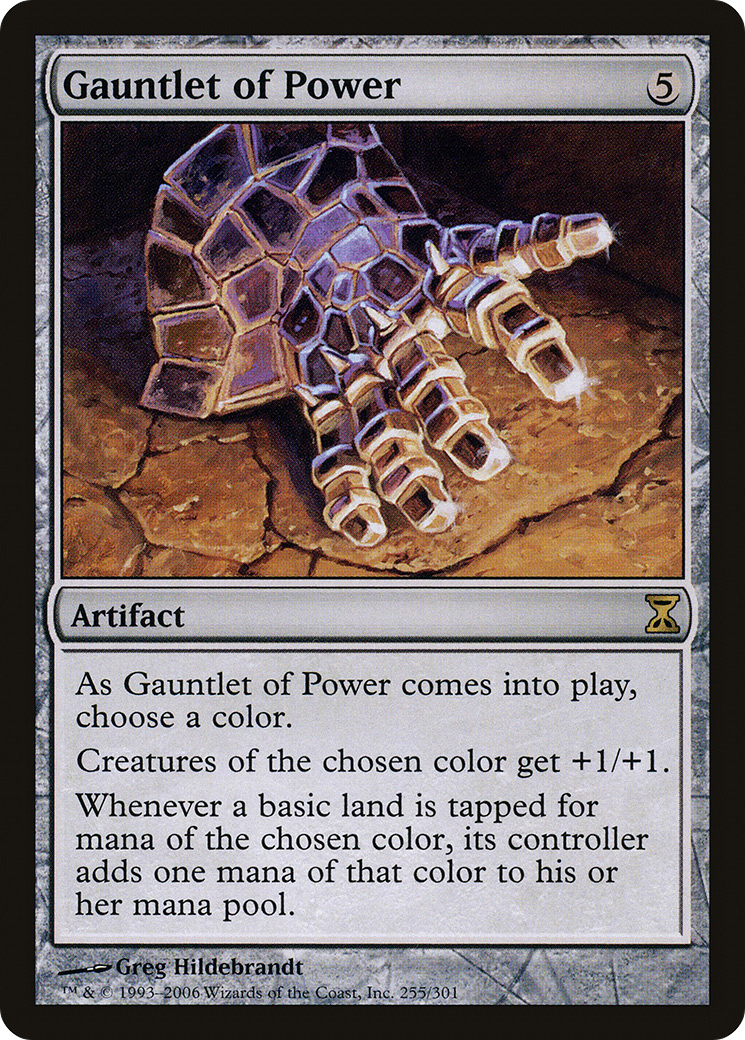 Gauntlet of Power
5
Artifact
As Gauntlet of Power comes into play,
choose a color.
Creatures of the chosen color get +1/+1.
Whenever a basic land is tapped for
mana of the chosen color, its controller
adds one mana of that color to his or
her mana pool.
Greg Hildebrandt
™ & © 1993–2006 Wizards of the Coast, Inc. 255/301